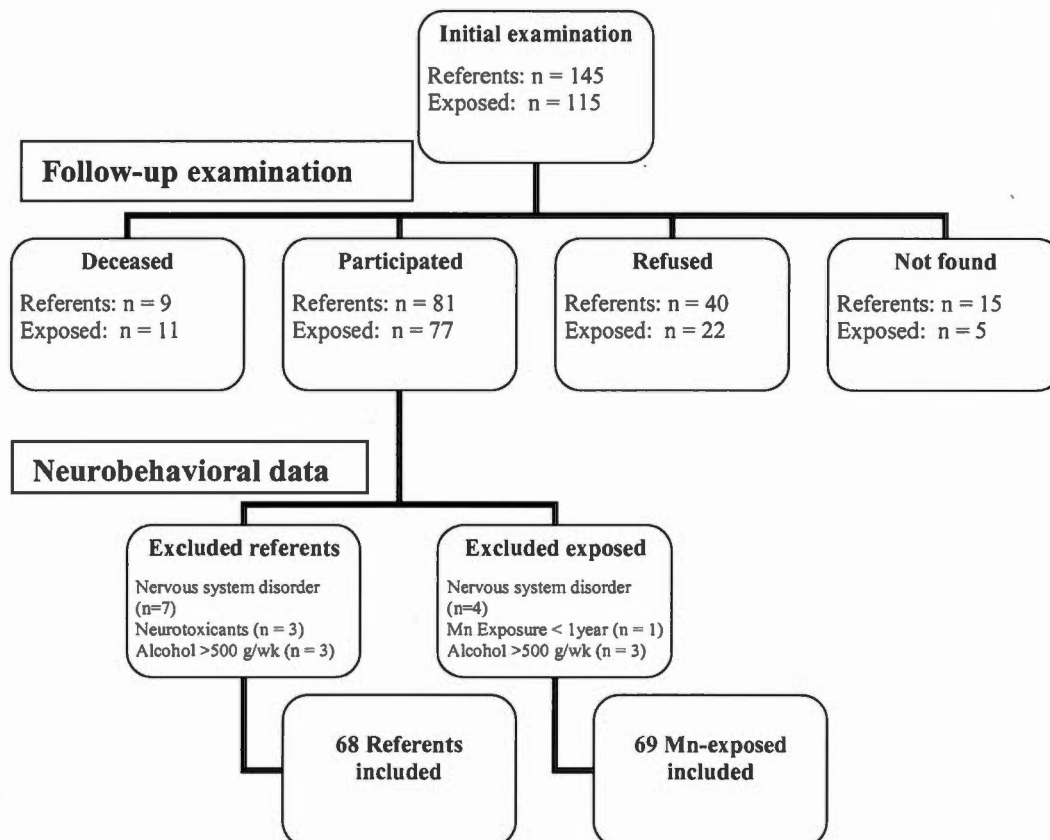 Initial examination
Referents: n = 145
Exposed: n = 115
Follow-up examination
Deceased
Referents: n = 9
Exposed: n = 11
Participated
Referents: n = 81
Exposed: n = 77
Refused
Referents: n = 40
Exposed: n = 22
Not found
Referents: n = 15
Exposed: n = 5
Neurobehavioral data
Excluded referents
Nervous system disorder
(n=7)
Neurotoxicants (n = 3)
Alcohol >500 g/wk (n = 3)
Excluded exposed
Nervous system disorder
(n=4)
Mn Exposure < 1year (n = 1)
Alcohol >500 g/wk (n = 3)
68 Referents
included
69 Mn-exposed
included